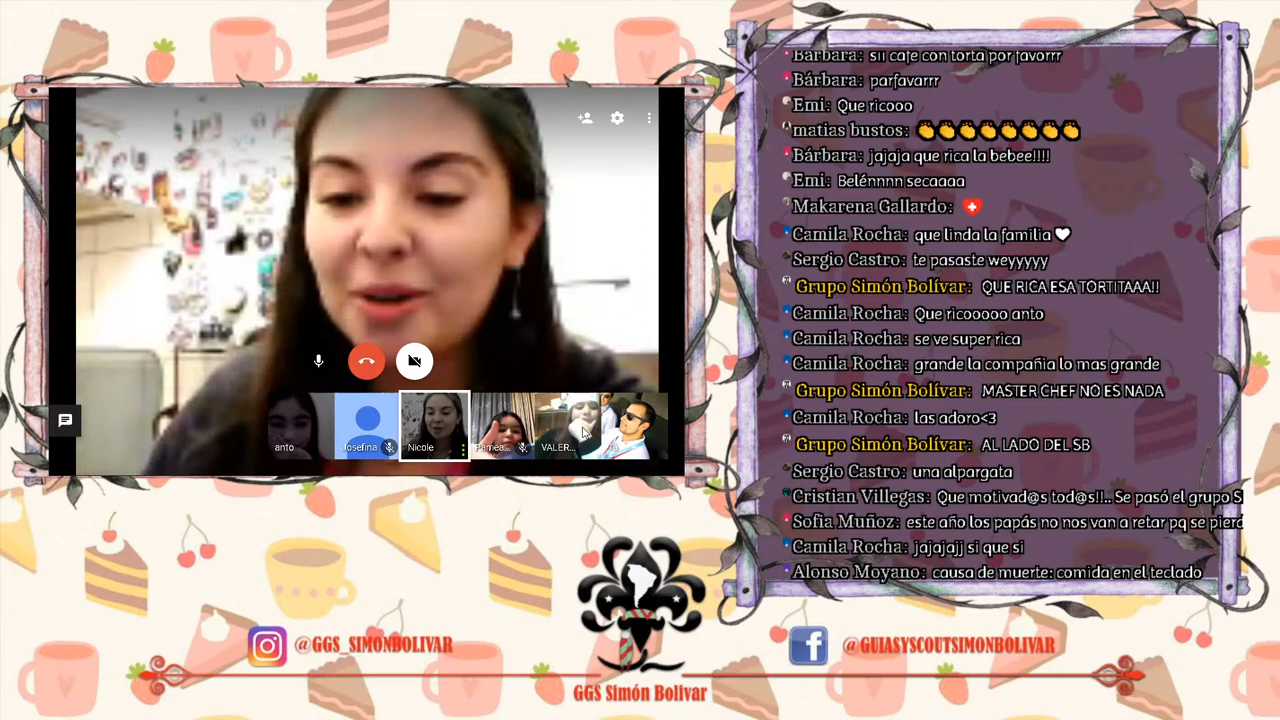 Bárbara: sii cafe con torta por favorrr
Bárbara: parfavarrr
Emi: Que ricooo
matias bustos: 👏👏👏👏👏👏👏👏
Bárbara: jajaja que rica la bebee!!!!
Emi: Belénnnn secaaaa
Makarena Gallardo:
Camila Rocha: que linda la familia
Sergio Castro: te pasaste weyyyyy
Grupo Simón Bolívar: QUE RICA ESA TORTITAAA!!
Camila Rocha: Que ricooooo anto
Camila Rocha: se ve super rica
Camila Rocha: grande la compañia lo mas grande
Grupo Simón Bolívar: MASTER CHEF NO ES NADA
Camila Rocha: las adoro<3
Grupo Simón Bolívar: AL LADO DEL SB
Sergio Castro: una alpargata
Cristian Villegas: Que motivad@s tod@s!!.. Se pasó el grupo S
Sofia Muñoz: este año los papás no nos van a retar pq se pierd
Camila Rocha: jajajajj si que si
Alonso Moyano: causa de muerte: comida en el teclado
anto
Josefina
Nicole
Pamea...
VALER...
@GGS_SIMONBOLIVAR
@GUIASYSCOUTSIMONBOLIVAR
GGS Simón Bolivar